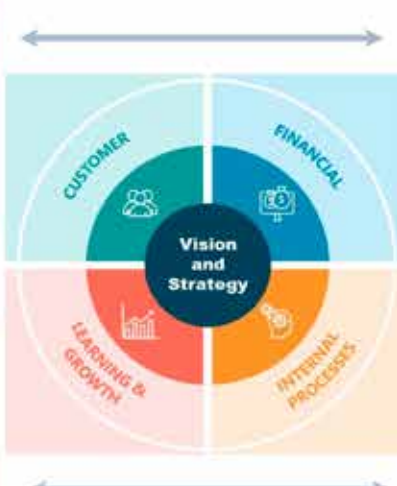 CUSTOMER
FINANCIAL
Vision
and
Strategy
LEARNING &
GROWTH
INTERNAL
PROCESSES